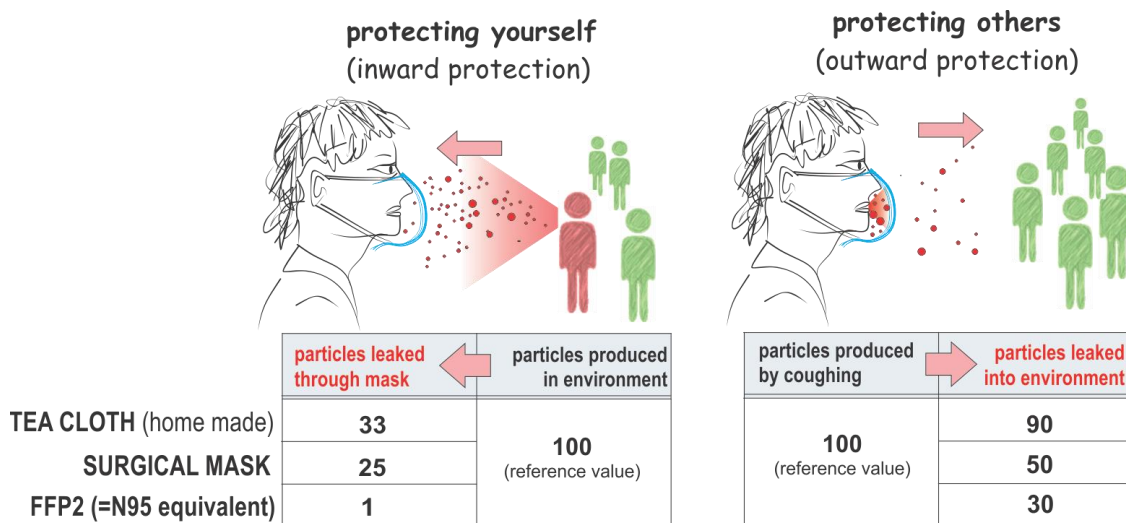 protecting yourself
(inward protection)
protecting others
(outward protection)
particles leaked
through mask
particles produced
in environment
particles produced
by coughing
particles leaked
into environment
TEA CLOTH (home made)
33
100
(reference value)
100
(reference value)
90
SURGICAL MASK
25
50
FFP2 (=N95 equivalent)
1
30